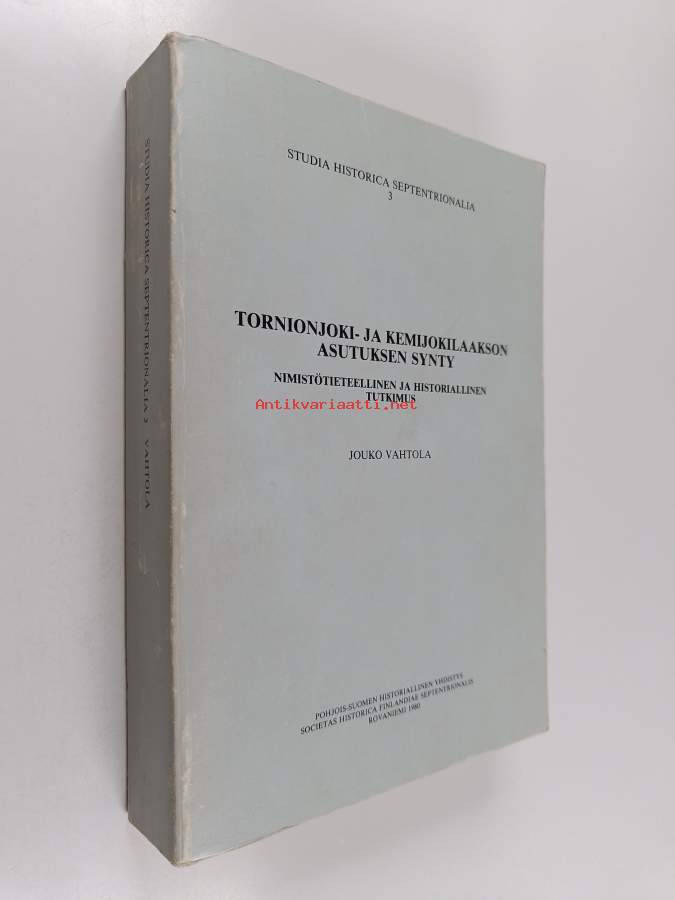 STUDIA HISTORICA SEPTENTRIONALIA 3 VAHTOLA
STUDIA HISTORICA SEPTENTRIONALIA
3
TORNIONJOKI- JA KEMIJOKILAAKSON
ASUTUKSEN SYNTY
NIMISTÖTIETEELLINEN JA HISTORIALLINEN
TUTKIMUS
Antikvariaatti.net
JOUKO VAHTOLA
POHJOIS-SUOMEN HISTORIALLINEN YHDISTYS
SOCIETAS HISTORICA FINLANDIAE SEPTENTRIONALIS
ROVANIEMI 1980